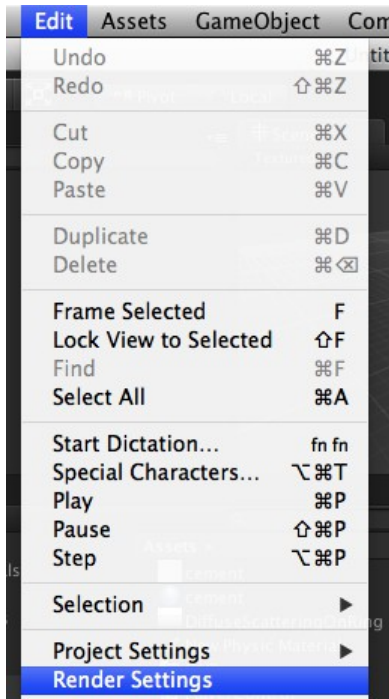 Edit Assets GameObject Com
Undo ⌘Z
Redo ⇧⌘Z
Cut ⌘X
Copy ⌘C
Paste ⌘V
Duplicate ⌘D
Delete ⌘⌫
Frame Selected F
Lock View to Selected ⇧F
Find ⌘F
Select All ⌘A
Start Dictation... fn fn
Special Characters... ⌥⌘T
Play ⌘P
Pause ⇧⌘P
Step ⌥⌘P
Selection ▶
Project Settings ▶
Render Settings